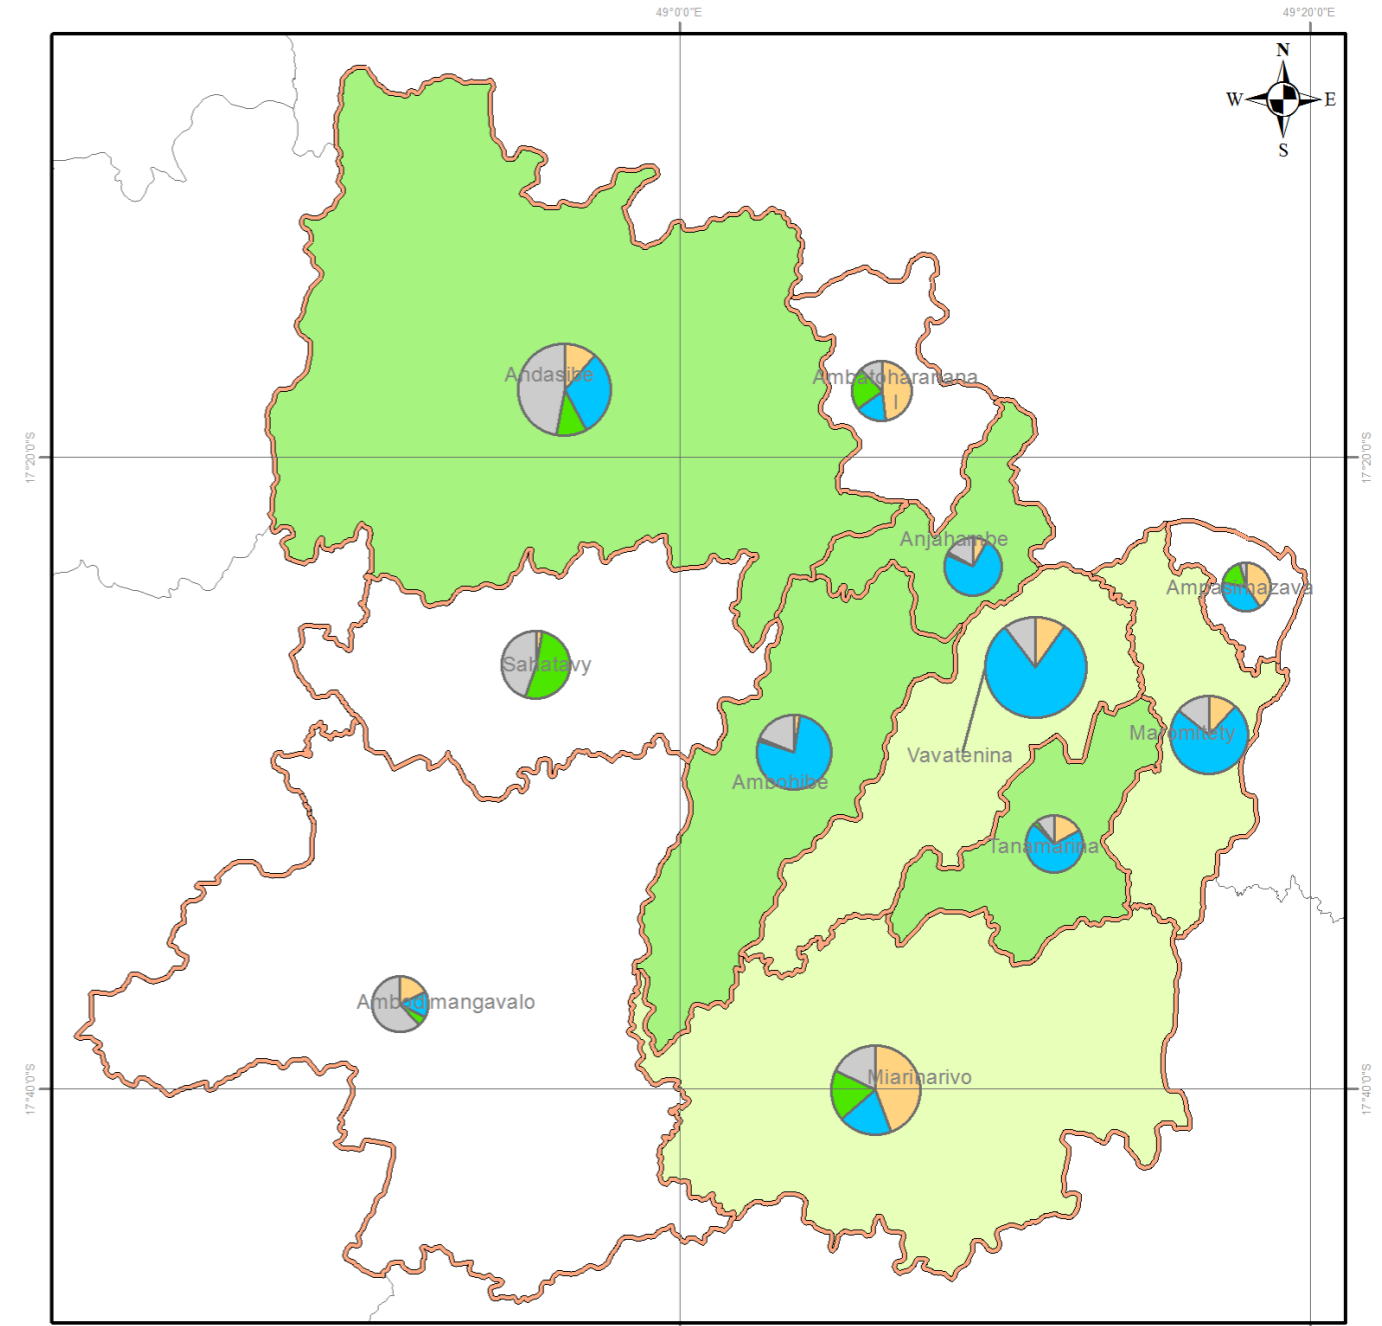 49°0'0"E
49°20'0"E
N
W
E
S
Andasibe
Ambatoharanana
I
17°20'0"S
17°20'0"S
Anjahambe
Ampasimazava
Sahatavy
Maromitety
Vavatenina
Ambohibe
Tanamarina
Ambodimangavalo
Miarinarivo
17°40'0"S
17°40'0"S